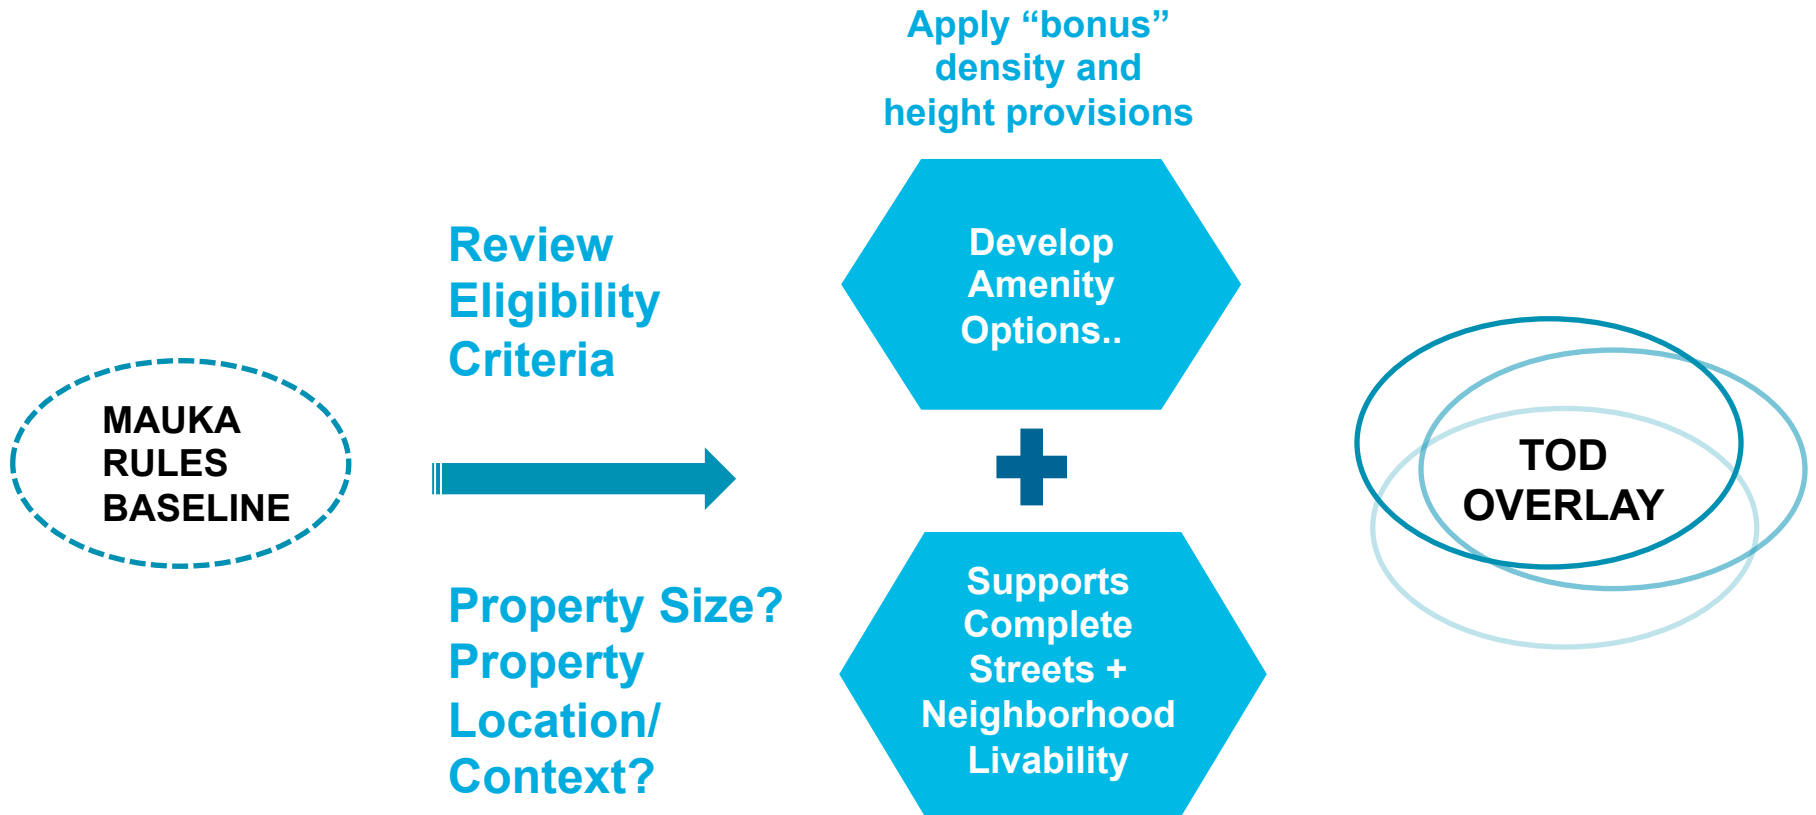 MAUKA
RULES
BASELINE
Review
Eligibility
Criteria
Property Size?
Property
Location/
Context?
Apply “bonus”
density and
height provisions
Develop
Amenity
Options..
Supports
Complete
Streets +
Neighborhood
Livability
TOD
OVERLAY